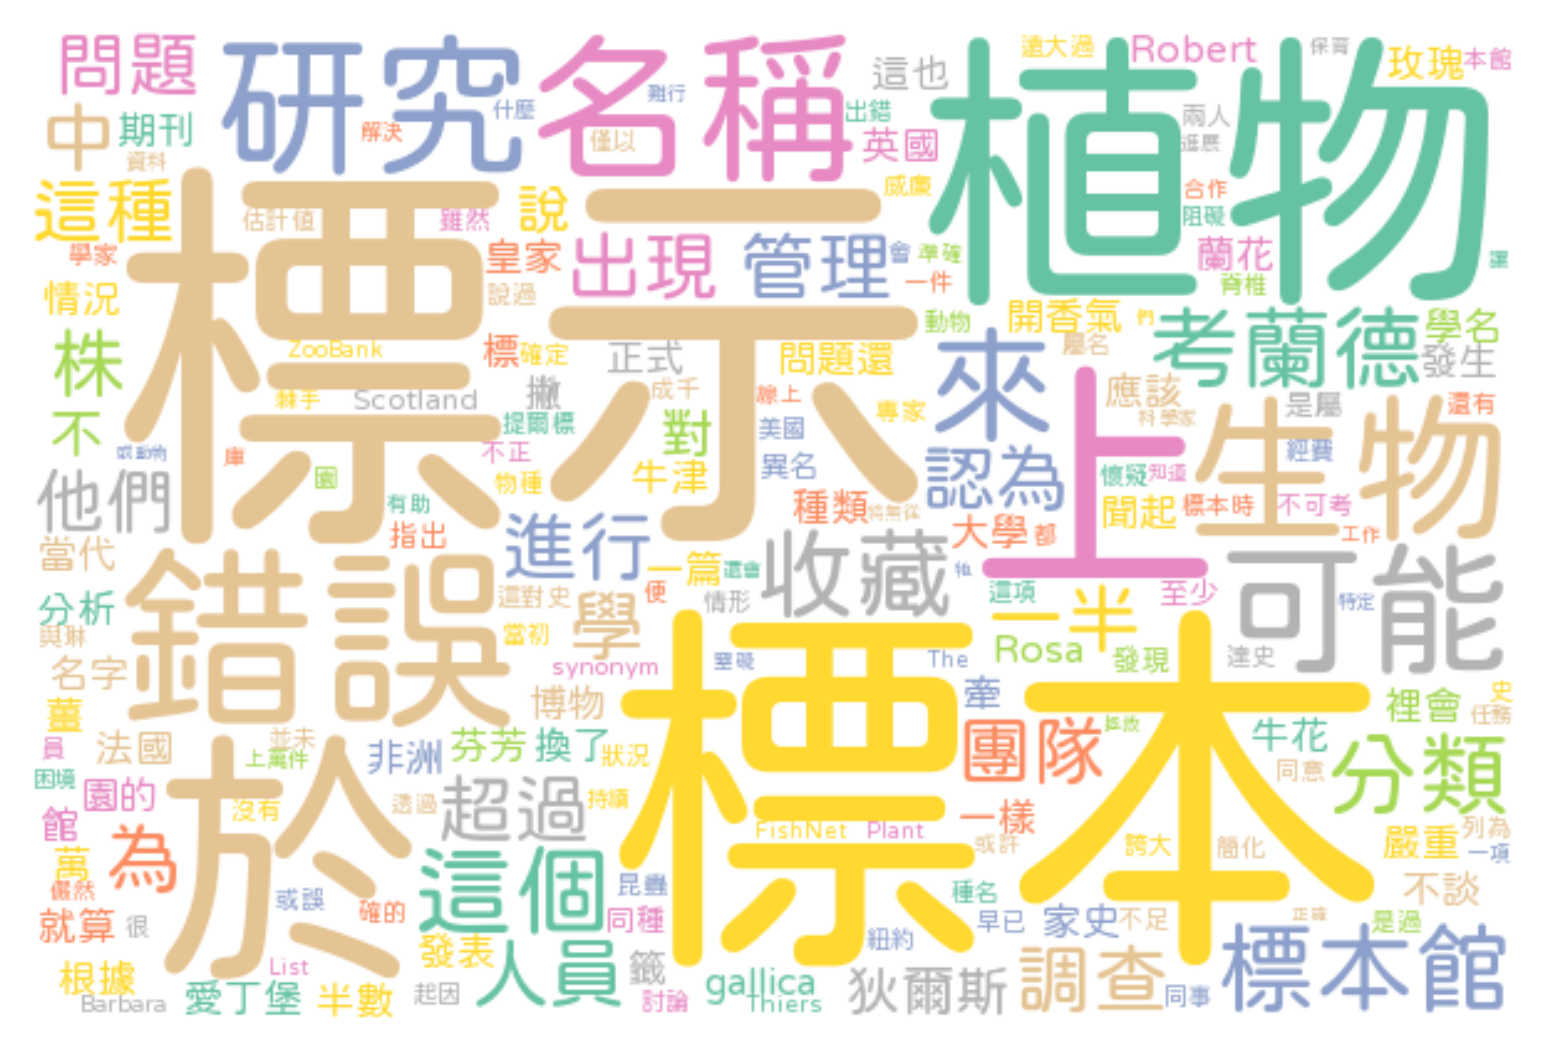 問題
研究
名稱
植物
這也
遠大過
Robert
保育
玫瑰
本館
中
期刊
什麼
難行
出錯
兩人
解決
僅以
英國
進展
資料
這種
說
威廉
合作
估計值
雖然
阻礙
學家
皇家
出現
管理
會
準確
蘭花
讓
情況
說過
一件
脊椎
標示
動物
開香氣
們
考蘭德
學名
株
ZooBank
標
確定
正式
問題還
來
屬名
發生
棘手
Scotland
撇
成千
線上
應該
上
是屬
還有
不
提爾標
對
美國
專家
科學家
生物
庫
不正
認為
經費
他們
園
物種
牛津
異名
懷疑
知道
有助
種類
聞起
標本時
不可考
指出
進行
大學
都
工作
當代
錯誤
一篇
還會
收藏
可能
分析
這對
史
學
便
情形
這項
一半
至少
特定
與琳
當初
名字
synonym
窒礙
The
Rosa
發現
達史
薑
博物
標本
牽
裡會
史
任務
員
法國
並未
上萬件
非洲
芬芳
換了
狀況
團隊
牛花
同意
分類
困境
園的
於
沒有
透過
超過
持續
館
為
FishNet
Plant
一樣
或許
誇大
簡化
嚴重
列為
一項
萬
儼然
或誤
確的
這個
昆蟲
種名
不談
就算
很
同種
早已
家史
不足
正確
是過
發表
人員
紐約
根據
List
籤
gallica
狄爾斯
調查
同事
標本館
Barbara
愛丁堡
半數
起因
討論
Thiers